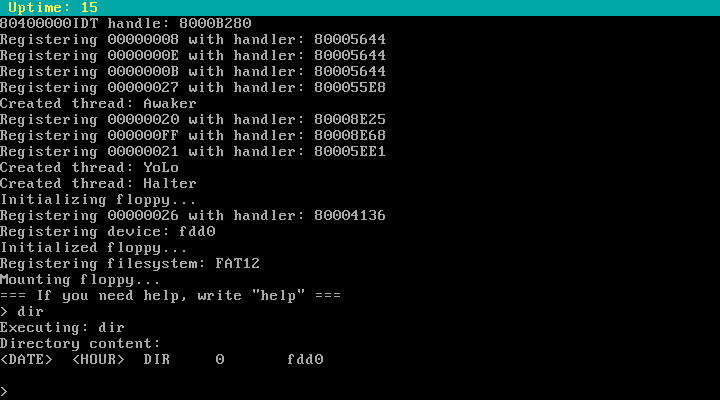 Uptime: 15
80400000IDT handle: 8000B280
Registering 00000008 with handler: 80005644
Registering 0000000E with handler: 80005644
Registering 0000000B with handler: 80005644
Registering 00000027 with handler: 800055E8
Created thread: Awaker
Registering 00000020 with handler: 80008E25
Registering 000000FF with handler: 80008E68
Registering 00000021 with handler: 80005EE1
Created thread: YoLo
Created thread: Halter
Initializing floppy...
Registering 00000026 with handler: 80004136
Registering device: fdd0
Initialized floppy...
Registering filesystem: FAT12
Mounting floppy...
=== If you need help, write "help" ===
> dir
Executing: dir
Directory content:
<DATE>  <HOUR>  DIR     0       fdd0
>